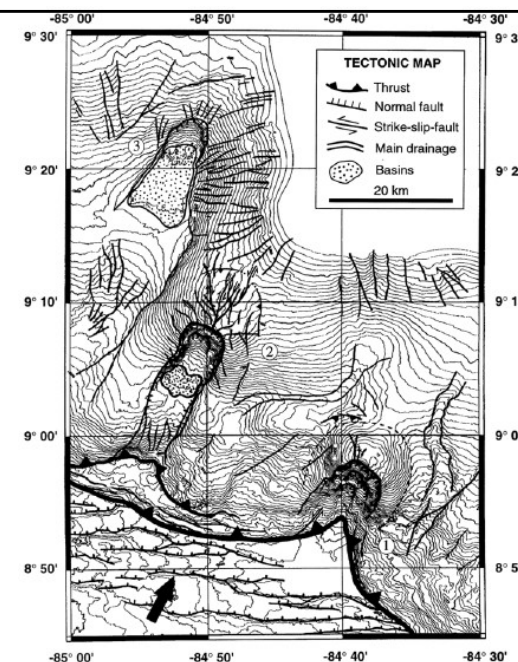 -85° 00' -84° 50' -84° 40' -84° 30'
9° 30' 9° 3
TECTONIC MAP
Thrust
Normal fault
Strike-slip-fault
Main drainage
Basins
20 km
3
9° 20' 9° 2
9° 10' 9° 1
2
9° 00' 9° 0
1
8° 50' 8° 5
-85° 00' -84° 50' -84° 40' -84° 30'